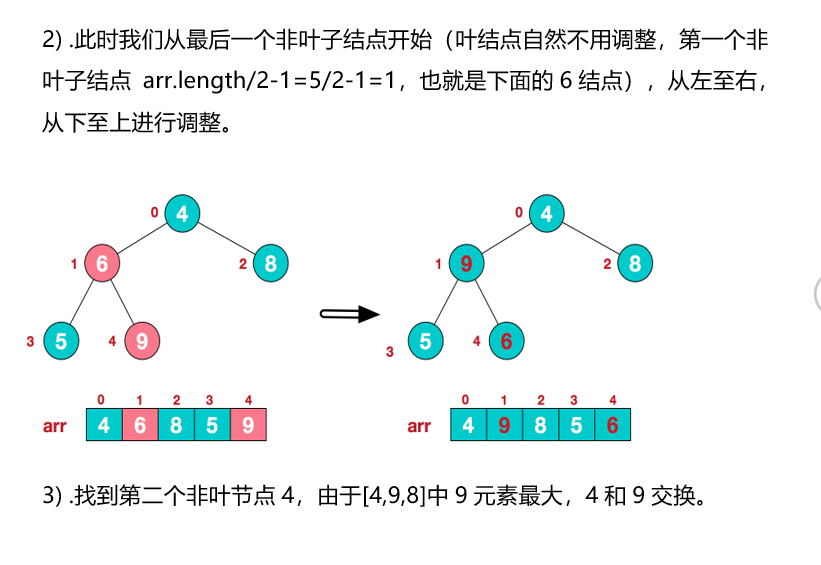 2) .此时我们从最后一个非叶子结点开始（叶结点自然不用调整，第一个非
叶子结点 arr.length/2-1=5/2-1=1，也就是下面的 6 结点），从左至右，
从下至上进行调整。
0 4
1 6
2 8
3 5
4 9
0 1 2 3 4
arr 4 6 8 5 9
0 4
1 9
2 8
3 5
4 6
0 1 2 3 4
arr 4 9 8 5 6
3) .找到第二个非叶节点 4，由于[4,9,8]中 9 元素最大，4 和 9 交换。